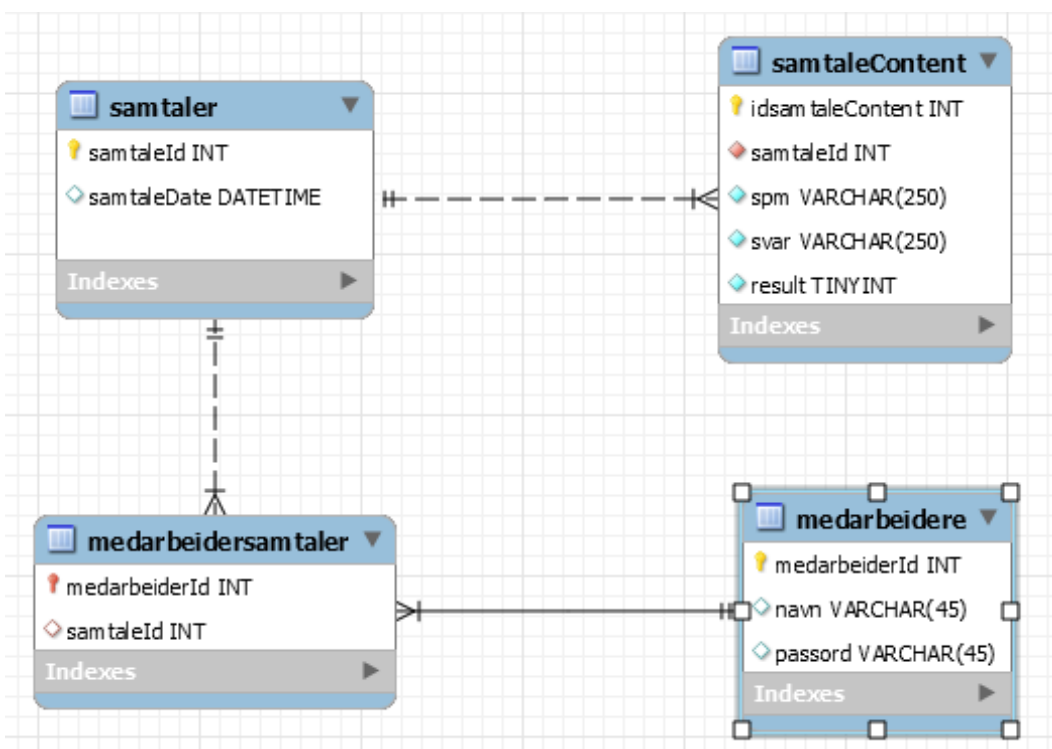 samtaler
samtaleId INT
samtaleDate DATETIME
Indexes
samtaleContent
idsamtaleContent INT
samtaleId INT
spm VARCHAR(250)
svar VARCHAR(250)
result TINYINT
Indexes
medarbeidersamtaler
medarbeiderId INT
samtaleId INT
Indexes
medarbeidere
medarbeiderId INT
navn VARCHAR(45)
passord VARCHAR(45)
Indexes